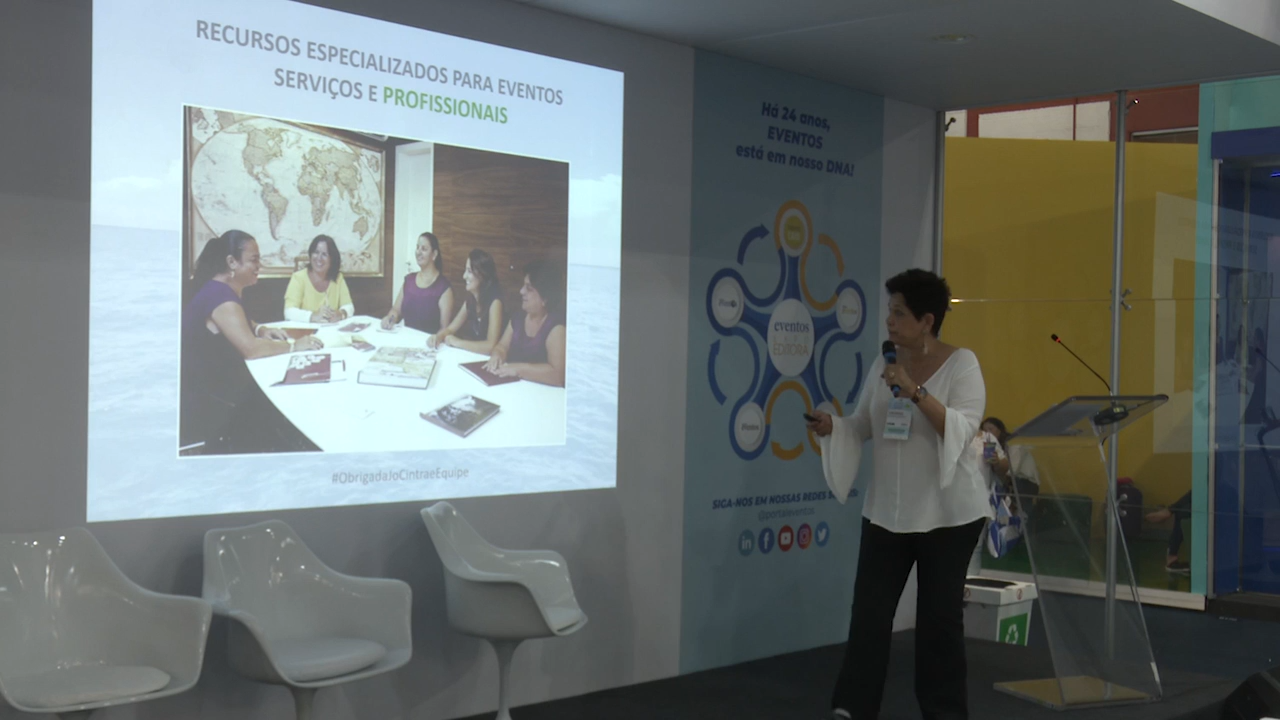 RECURSOS ESPECIALIZADOS PARA EVENTOS
SERVIÇOS E PROFISSIONAIS
#ObrigadaJoCintraeEquipe
Há 24 anos,
EVENTOS
está em nosso DNA!
eventos
EDITORA
SIGA-NOS EM NOSSAS REDES
@portaleventos